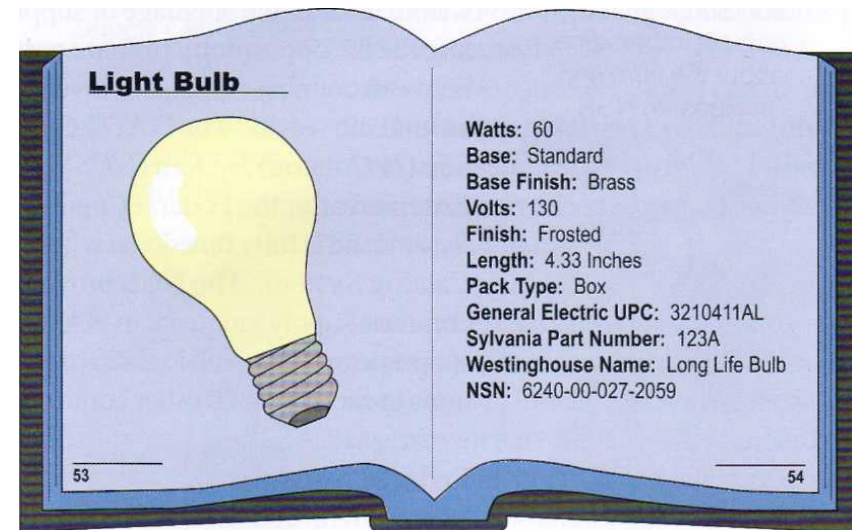 Light Bulb
Watts: 60
Base: Standard
Base Finish: Brass
Volts: 130
Finish: Frosted
Length: 4.33 Inches
Pack Type: Box
General Electric UPC: 3210411AL
Sylvania Part Number: 123A
Westinghouse Name: Long Life Bulb
NSN: 6240-00-027-2059
53
54